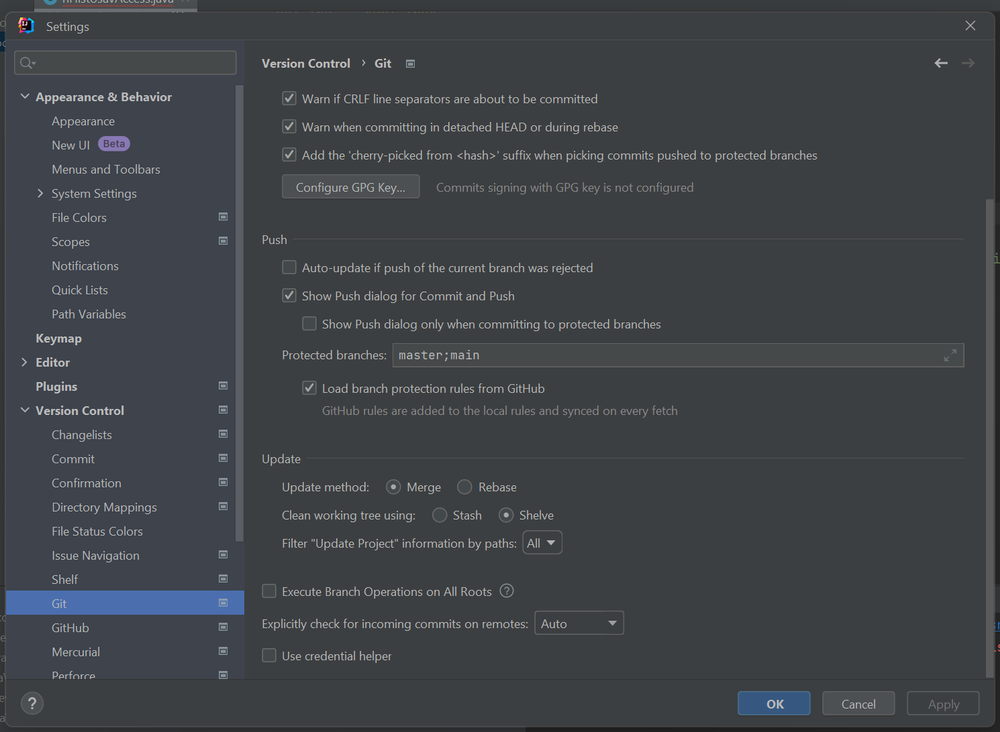 Settings
Version Control › Git
Appearance & Behavior
Appearance
New UI Beta
Menus and Toolbars
System Settings
File Colors
Scopes
Notifications
Quick Lists
Path Variables
Keymap
Editor
Plugins
Version Control
Changelists
Commit
Confirmation
Directory Mappings
File Status Colors
Issue Navigation
Shelf
Git
GitHub
Mercurial
Perforce
Warn if CRLF line separators are about to be committed
Warn when committing in detached HEAD or during rebase
Add the 'cherry-picked from <hash>' suffix when picking commits pushed to protected branches
Configure GPG Key... Commits signing with GPG key is not configured
Push
Auto-update if push of the current branch was rejected
Show Push dialog for Commit and Push
Show Push dialog only when committing to protected branches
Protected branches: master;main
Load branch protection rules from GitHub
GitHub rules are added to the local rules and synced on every fetch
Update
Update method: Merge Rebase
Clean working tree using: Stash Shelve
Filter "Update Project" information by paths: All
Execute Branch Operations on All Roots ?
Explicitly check for incoming commits on remotes: Auto
Use credential helper
? OK Cancel Apply